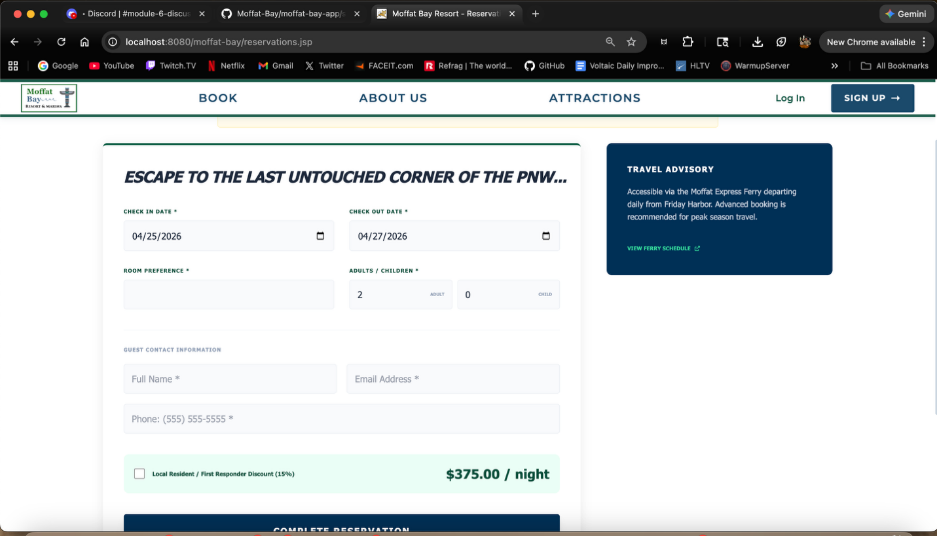 Discord | #module-6-discus
Moffat-Bay/moffat-bay-app/s
Moffat Bay Resort - Reservat
Gemini
localhost:8080/moffat-bay/reservations.jsp
New Chrome available
Google
YouTube
Twitch.TV
Netflix
Gmail
Twitter
FACEIT.com
Refrag | The world...
GitHub
Voltaic Daily Impro...
HLTV
WarmupServer
All Bookmarks
Moffat
Bay
RESORT & MARINA
BOOK
ABOUT US
ATTRACTIONS
Log In
SIGN UP →
ESCAPE TO THE LAST UNTOUCHED CORNER OF THE PNW...
CHECK IN DATE *
CHECK OUT DATE *
04/25/2026
04/27/2026
ROOM PREFERENCE *
ADULTS / CHILDREN *
2
ADULT
0
CHILD
GUEST CONTACT INFORMATION
Full Name *
Email Address *
Phone: (555) 555-5555 *
Local Resident / First Responder Discount (15%)
$375.00 / night
COMPLETE RESERVATION
TRAVEL ADVISORY
Accessible via the Moffat Express Ferry departing
daily from Friday Harbor. Advanced booking is
recommended for peak season travel.
VIEW FERRY SCHEDULE